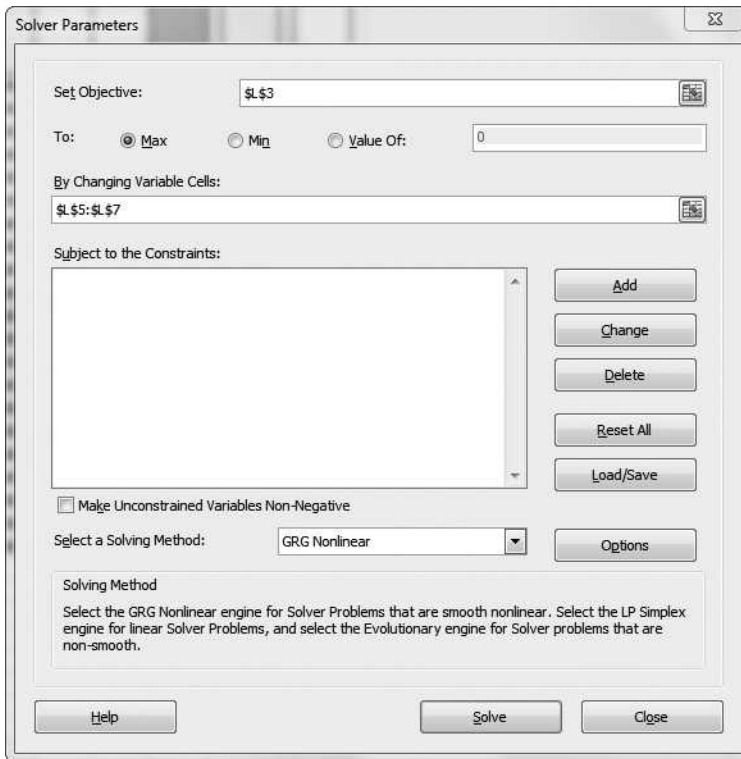 Solver Parameters
Set Objective: $L$3
To: Max Min Value Of: 0
By Changing Variable Cells:
$L$5:$L$7
Subject to the Constraints:
Add
Change
Delete
Reset All
Load/Save
Make Unconstrained Variables Non-Negative
Select a Solving Method: GRG Nonlinear Options
Solving Method
Select the GRG Nonlinear engine for Solver Problems that are smooth nonlinear. Select the LP Simplex
engine for linear Solver Problems, and select the Evolutionary engine for Solver problems that are
non-smooth.
Help Solve Close